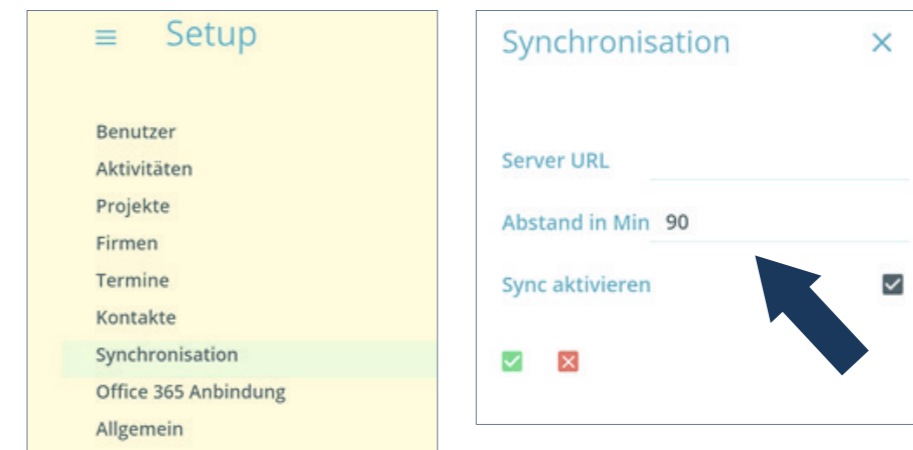 Setup
Benutzer
Aktivitäten
Projekte
Firmen
Termine
Kontakte
Synchronisation
Office 365 Anbindung
Allgemein
Synchronisation
Server URL
Abstand in Min 90
Sync aktivieren